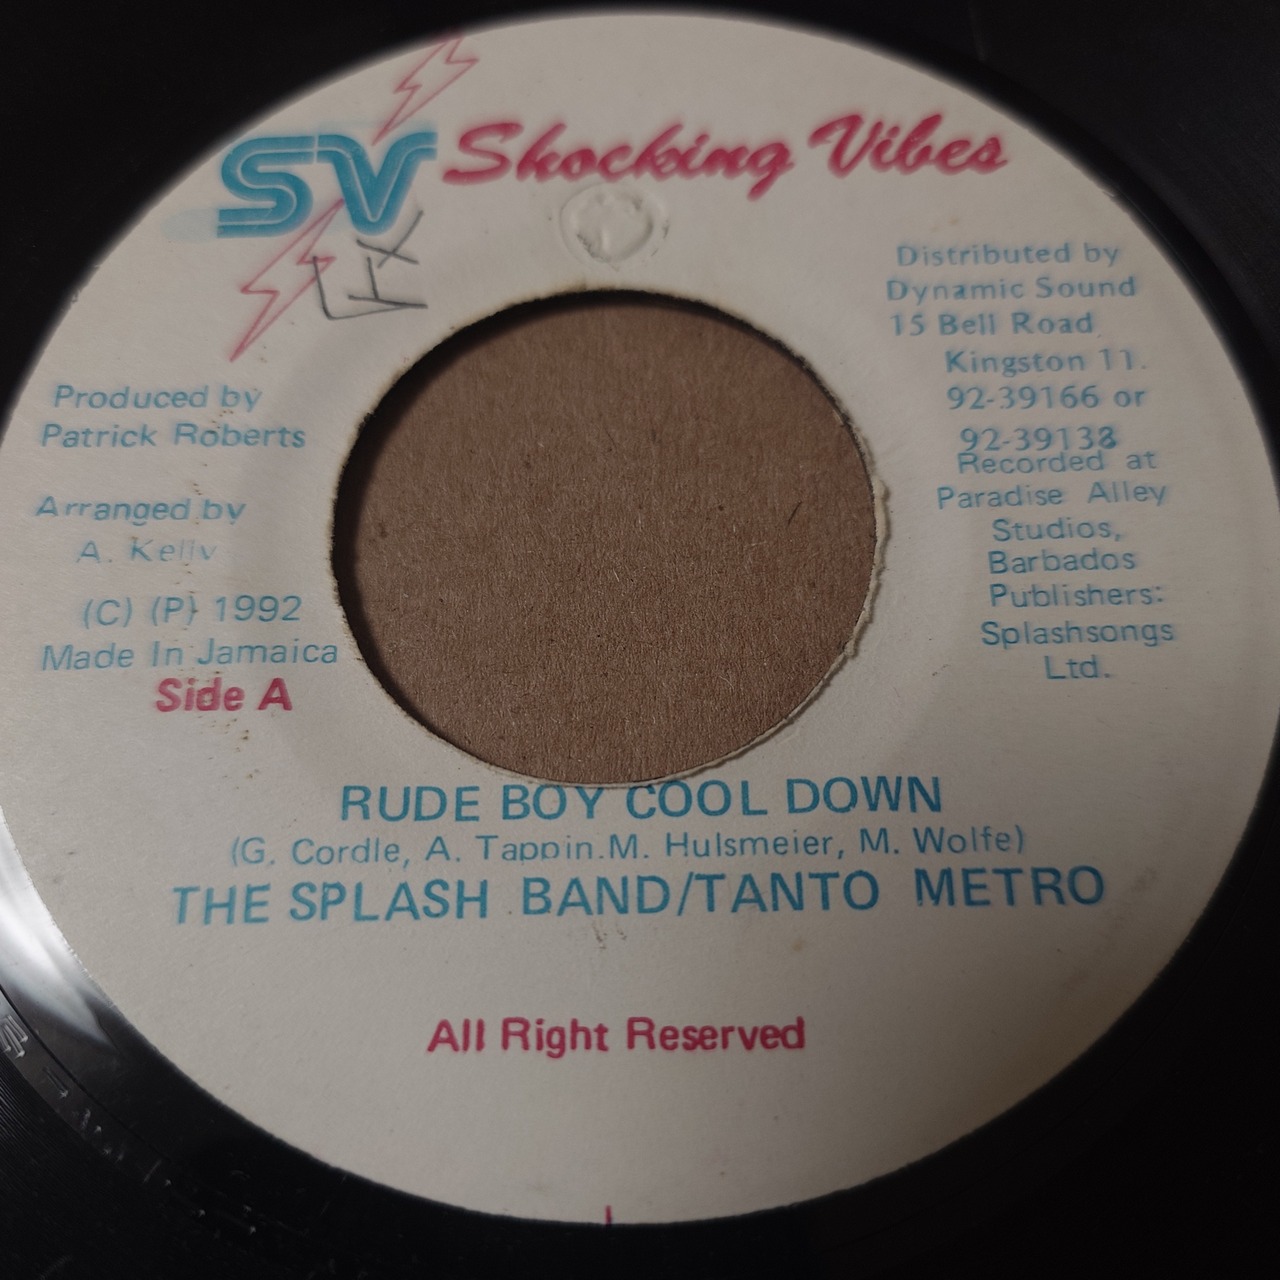 SV Shocking Vibes
Distributed by
Dynamic Sound
15 Bell Road
Kingston 11.
92-39166 or
92-39138
Recorded at
Paradise Alley
Studios,
Barbados
Publishers:
Splashsongs
Ltd.
Produced by
Patrick Roberts
Arranged by
A. Kelly
(C) (P) 1992
Made In Jamaica
Side A
RUDE BOY COOL DOWN
(G. Cordle, A. Tappin.M. Hulsmeier, M. Wolfe)
THE SPLASH BAND/TANTO METRO
All Right Reserved